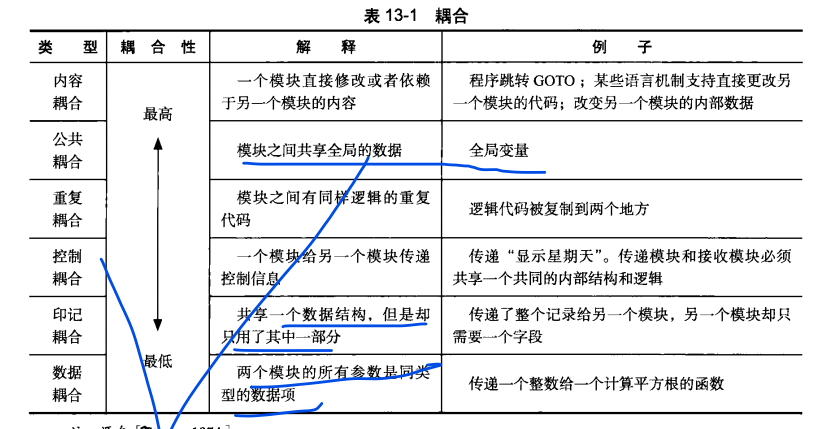 表 13-1 耦合
类 型 耦 合 性 解 释 例 子
内容
耦合
最高
一个模块直接修改或者依赖
于另一个模块的内容
程序跳转 GOTO；某些语言机制支持直接更改另
一个模块的代码；改变另一个模块的内部数据
公共
耦合
模块之间共享全局的数据
全局变量
重复
耦合
模块之间有同样逻辑的重复
代码
逻辑代码被复制到两个地方
控制
耦合
一个模块给另一个模块传递
控制信息
传递“显示星期天”。传递模块和接收模块必须
共享一个共同的内部结构和逻辑
印记
耦合
共享一个数据结构，但是却
只用了其中一部分
传递了整个记录给另一个模块，另一个模块却只
需要一个字段
最低
数据
耦合
两个模块的所有参数是同类
型的数据项
传递一个整数给一个计算平方根的函数